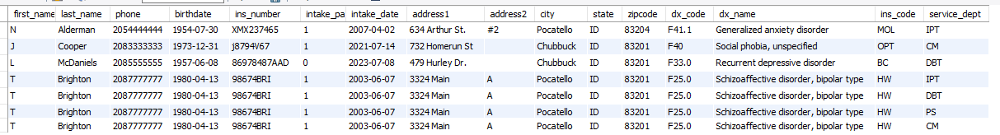 first_name last_name phone birthdate ins_number intake_pa intake_date address1 address2 city state zipcode dx_code dx_name ins_code service_dept
N Alderman 2054444444 1954-07-30 XMX237465 1 2007-04-02 634 Arthur St. #2 Pocatello ID 83204 F41.1 Generalized anxiety disorder MOL IPT
J Cooper 2083333333 1973-12-31 j8794V67 1 2021-07-14 732 Homerun St Chubbuck ID 83201 F40 Social phobia, unspecified OPT CM
L McDaniels 2085555555 1957-06-08 86978487AAD 0 2023-07-08 479 Hurley Dr. Chubbuck ID 83201 F33.0 Recurrent depressive disorder BC DBT
T Brighton 2087777777 1980-04-13 98674BRI 1 2003-06-07 3324 Main A Pocatello ID 83201 F25.0 Schizoaffective disorder, bipolar type HW IPT
T Brighton 2087777777 1980-04-13 98674BRI 1 2003-06-07 3324 Main A Pocatello ID 83201 F25.0 Schizoaffective disorder, bipolar type HW DBT
T Brighton 2087777777 1980-04-13 98674BRI 1 2003-06-07 3324 Main A Pocatello ID 83201 F25.0 Schizoaffective disorder, bipolar type HW PS
T Brighton 2087777777 1980-04-13 98674BRI 1 2003-06-07 3324 Main A Pocatello ID 83201 F25.0 Schizoaffective disorder, bipolar type HW CM